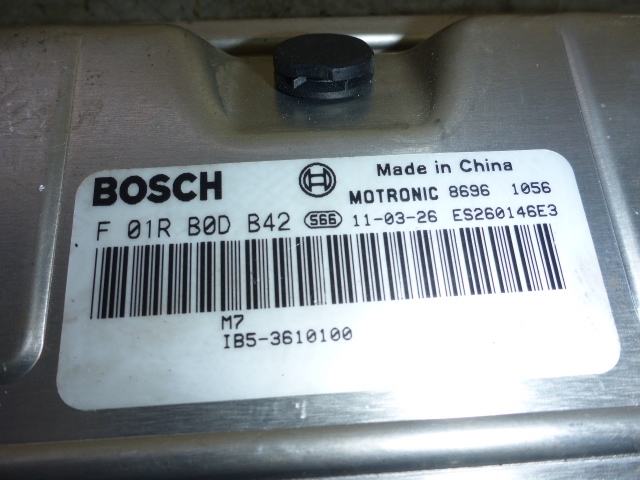 BOSCH
Made in China
MOTRONIC 8696 1056
F 01R B0D B42 S66 11-03-26 ES260146E3
M7
IB5-3610100